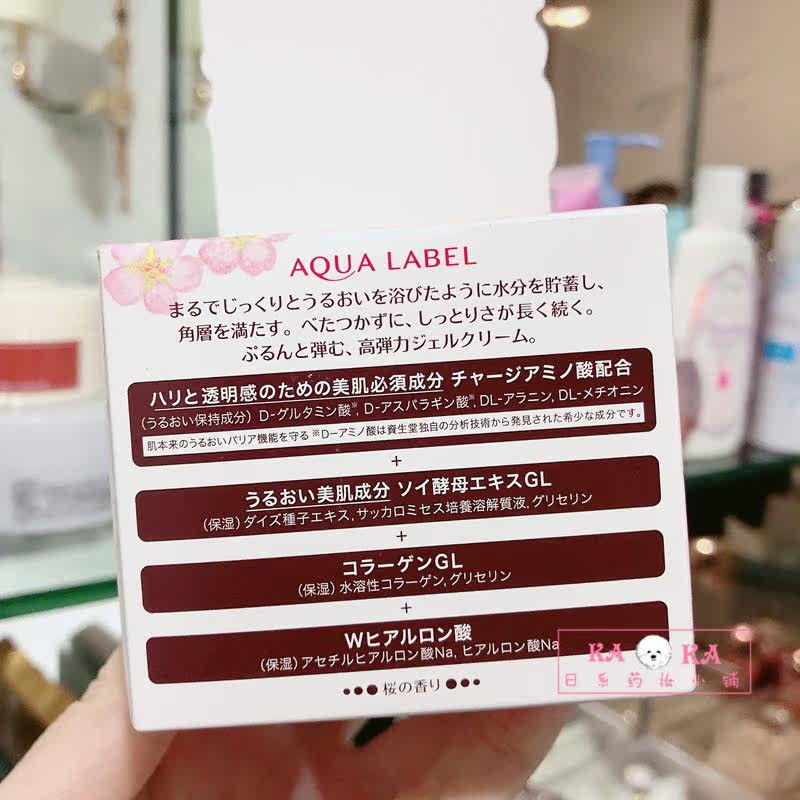 AQUA LABEL
まるでじっくりとうるおいを浴びたように水分を貯蓄し、
角層を満たす。べたつかずに、しっとりさが長く続く。
ぷるんと弾む、高弾力ジェルクリーム。
ハリと透明感のための美肌必須成分 チャージアミノ酸配合
(うるおい保持成分) D-グルタミン酸※, D-アスパラギン酸※, DL-アラニン, DL-メチオニン
肌本来のうるおいバリア機能を守る ※D-アミノ酸は資生堂独自の分析技術から発見された希少な成分です。
+
うるおい美肌成分 ソイ酵母エキスGL
(保湿) ダイズ種子エキス, サッカロミセス培養溶解質液, グリセリン
+
コラーゲンGL
(保湿) 水溶性コラーゲン, グリセリン
+
Wヒアルロン酸
(保湿) アセチルヒアルロン酸Na, ヒアルロン酸Na
●●●桜の香り●●●
KA RA
日系药妆小铺